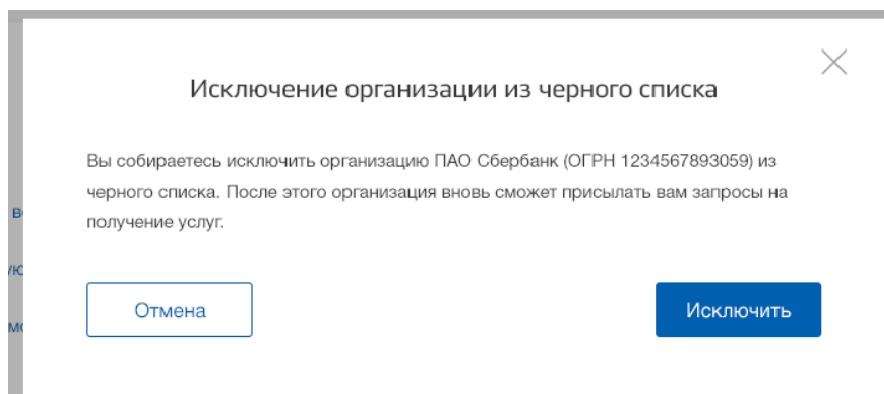 Исключение организации из черного списка
Вы собираетесь исключить организацию ПАО Сбербанк (ОГРН 1234567893059) из
черного списка. После этого организация вновь сможет присылать вам запросы на
получение услуг.
Отмена
Исключить